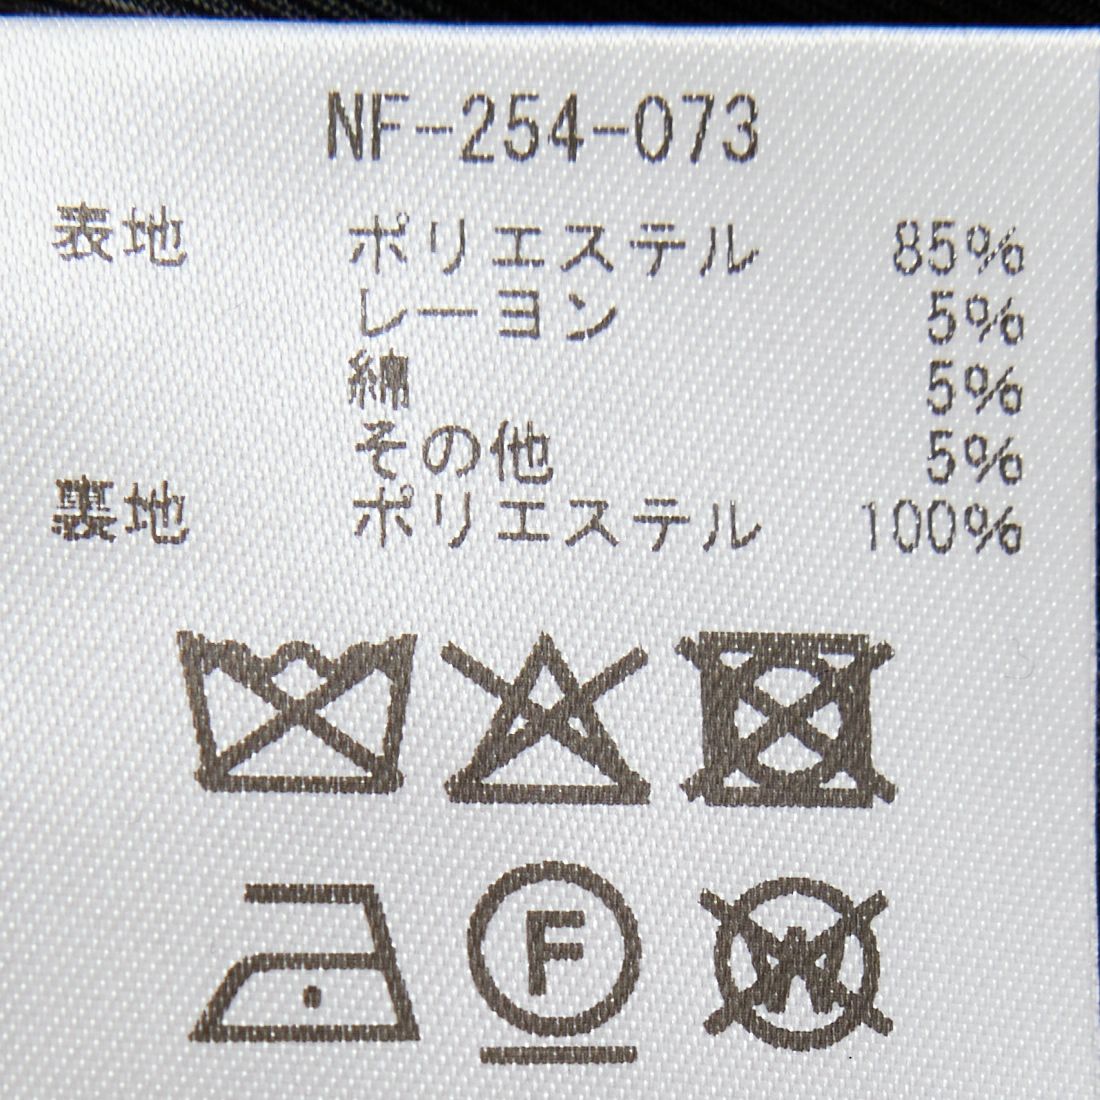 NF-254-073
表地 ポリエステル 85%
レーヨン 5%
綿 5%
その他 5%
裏地 ポリエステル 100%
F
W